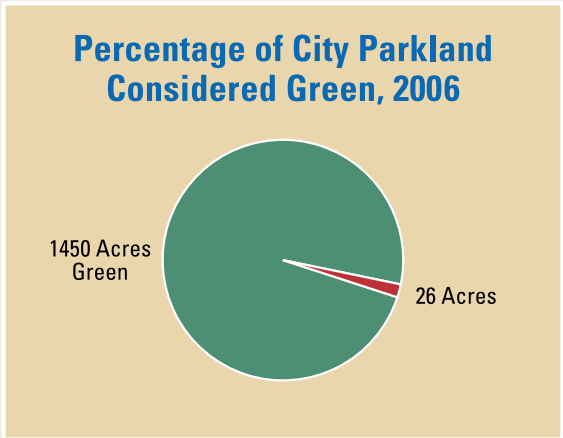 Percentage of City Parkland
Considered Green, 2006
1450 Acres
Green
26 Acres